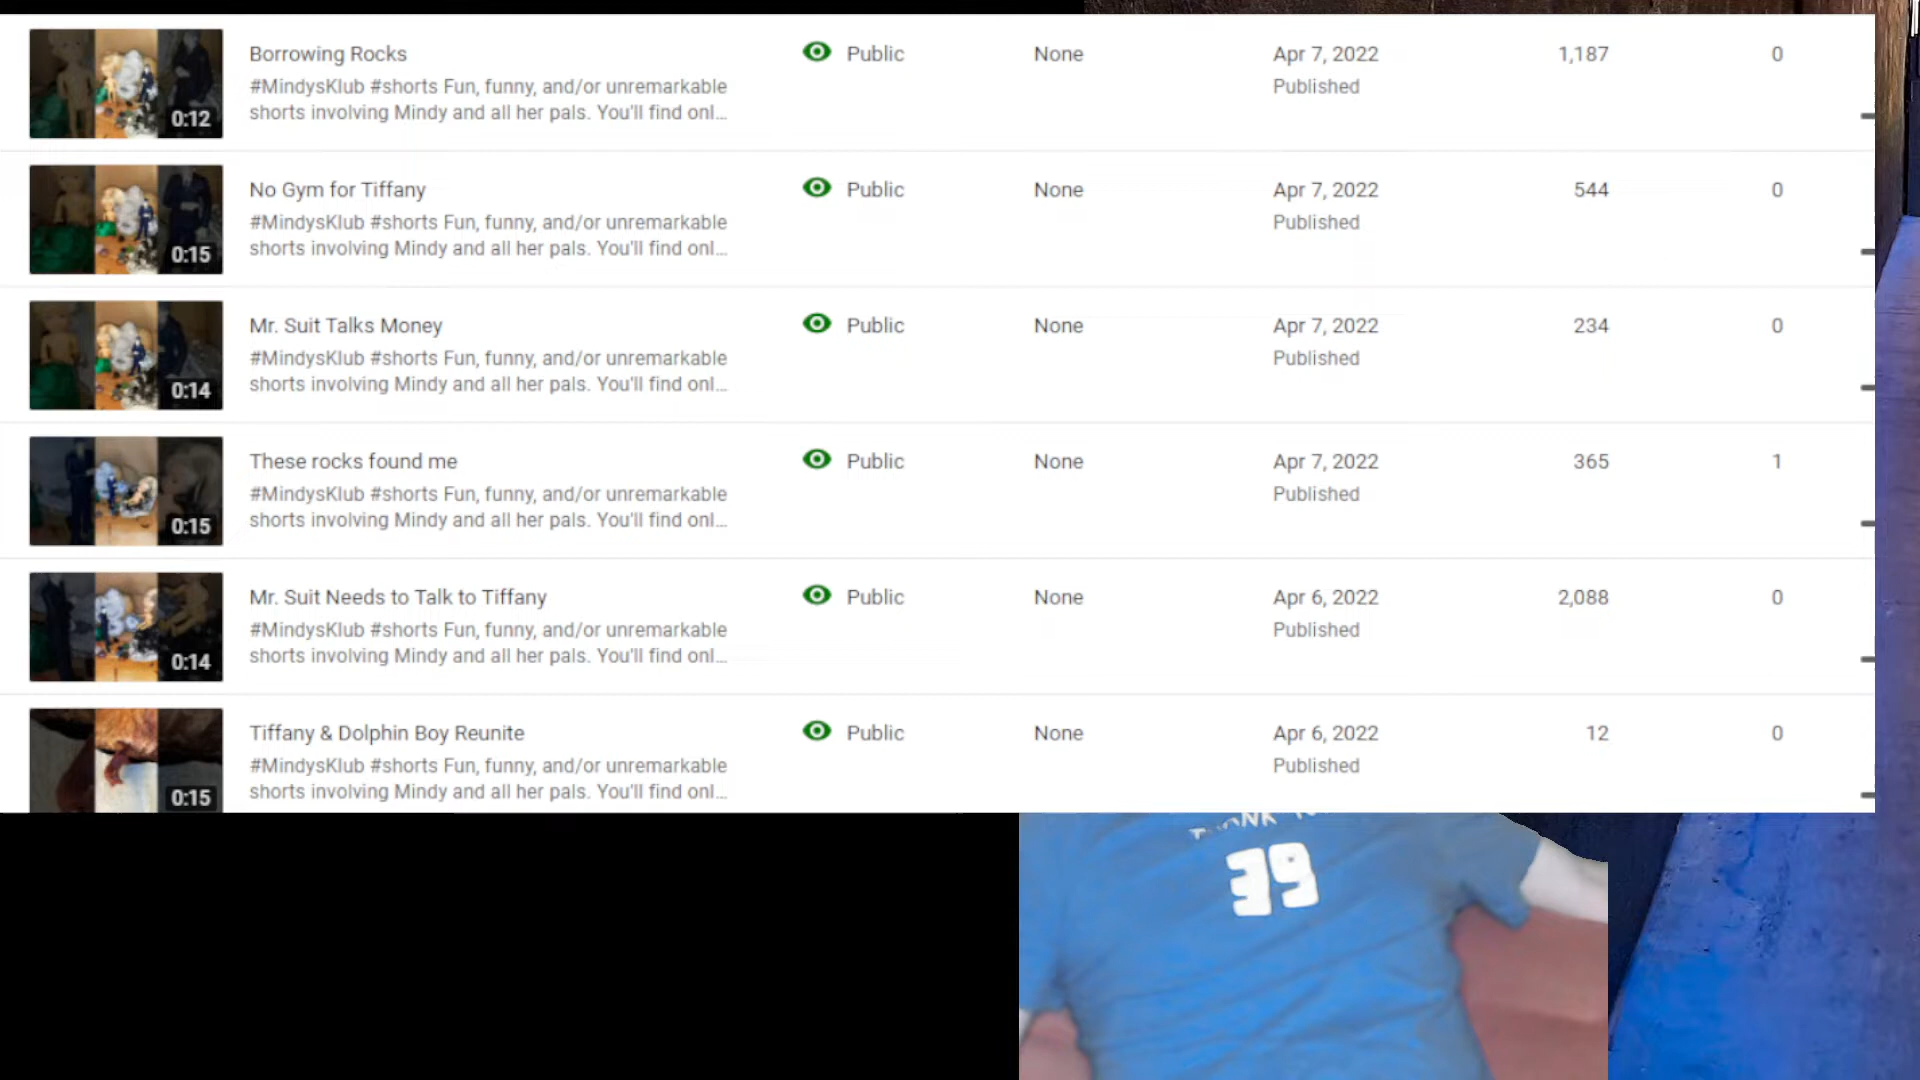 Borrowing Rocks Public None Apr 7, 2022 1,187 0
#MindysKlub #shorts Fun, funny, and/or unremarkable Published
shorts involving Mindy and all her pals. You'll find onl...
0:12
No Gym for Tiffany Public None Apr 7, 2022 544 0
#MindysKlub #shorts Fun, funny, and/or unremarkable Published
shorts involving Mindy and all her pals. You'll find onl...
0:15
Mr. Suit Talks Money Public None Apr 7, 2022 234 0
#MindysKlub #shorts Fun, funny, and/or unremarkable Published
shorts involving Mindy and all her pals. You'll find onl...
0:14
These rocks found me Public None Apr 7, 2022 365 1
#MindysKlub #shorts Fun, funny, and/or unremarkable Published
shorts involving Mindy and all her pals. You'll find onl...
0:15
Mr. Suit Needs to Talk to Tiffany Public None Apr 6, 2022 2,088 0
#MindysKlub #shorts Fun, funny, and/or unremarkable Published
shorts involving Mindy and all her pals. You'll find onl...
0:14
Tiffany & Dolphin Boy Reunite Public None Apr 6, 2022 12 0
#MindysKlub #shorts Fun, funny, and/or unremarkable Published
shorts involving Mindy and all her pals. You'll find onl...
0:15
39